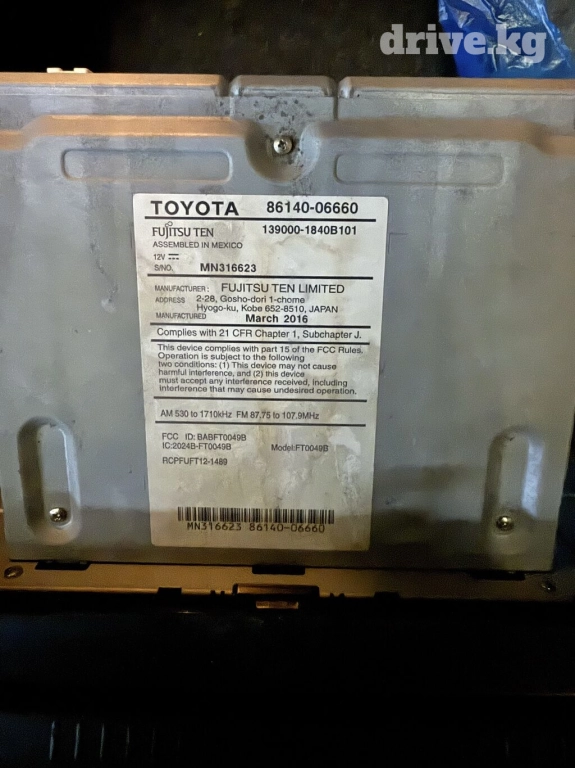 drive.kg
TOYOTA 86140-06660
FUJITSU TEN 139000-1840B101
ASSEMBLED IN MEXICO
12V
S/NO. MN316623
MANUFACTURER : FUJITSU TEN LIMITED
ADDRESS 2-28, Gosho-dori 1-chome
Hyogo-ku, Kobe 652-8510, JAPAN
MANUFACTURED March 2016
Complies with 21 CFR Chapter 1, Subchapter J.
This device complies with part 15 of the FCC Rules.
Operation is subject to the following
two conditions: (1) This device may not cause
harmful interference, and (2) this device
must accept any interference received, including
interference that may cause undesired operation.
AM 530 to 1710kHz FM 87.75 to 107.9MHz
FCC ID: BABFT0049B
IC:2024B-FT0049B Model:FT0049B
RCPFUFT12-1489
MN316623 86140-06660